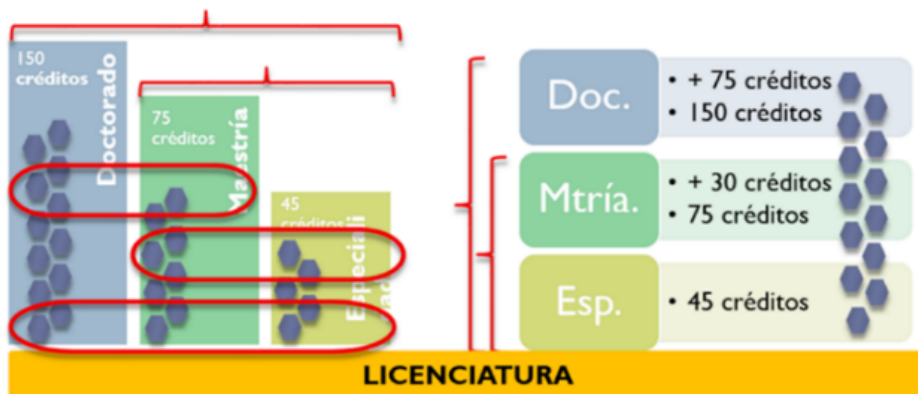 150
créditos
Doctorado
75
créditos
Maestría
45
créditos
Especiali
Doc.
• + 75 créditos
• 150 créditos
Mtría.
• + 30 créditos
• 75 créditos
Esp.
• 45 créditos
LICENCIATURA